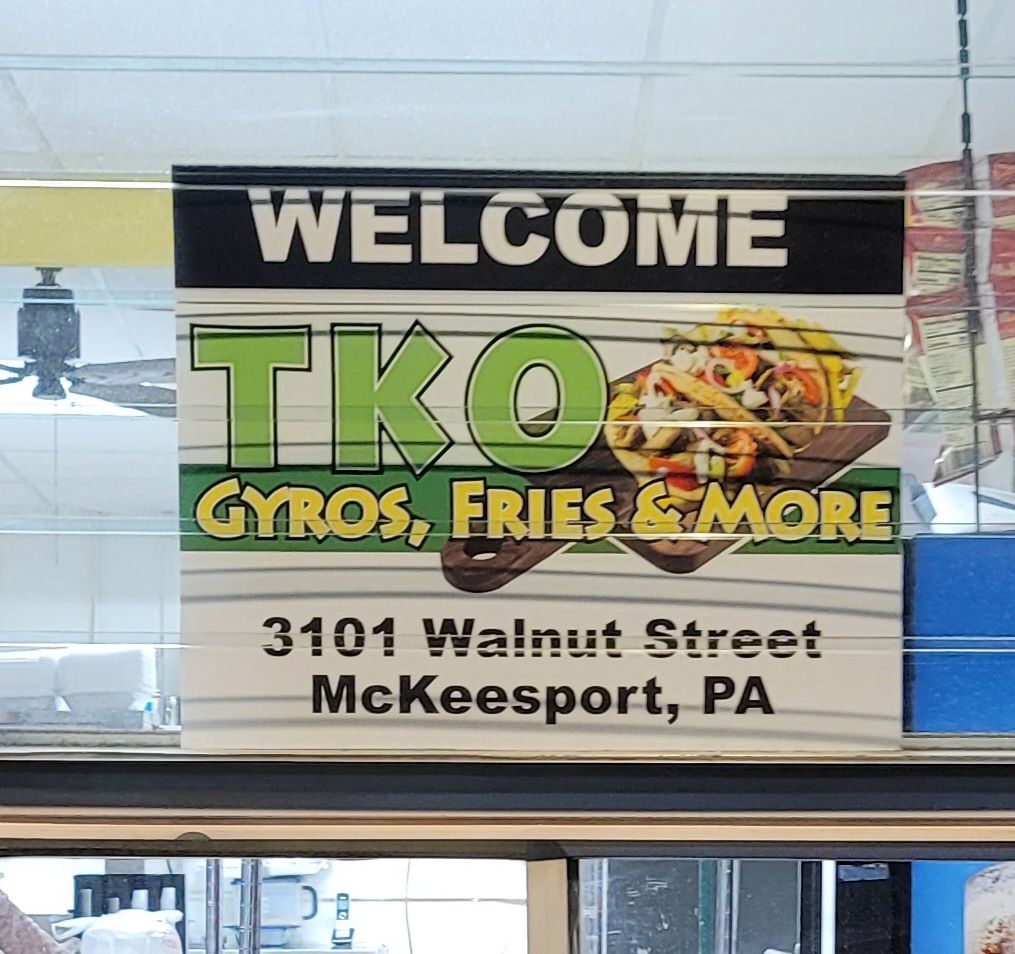 WELCOME
TKO
GYROS, FRIES & MORE
3101 Walnut Street
McKeesport, PA